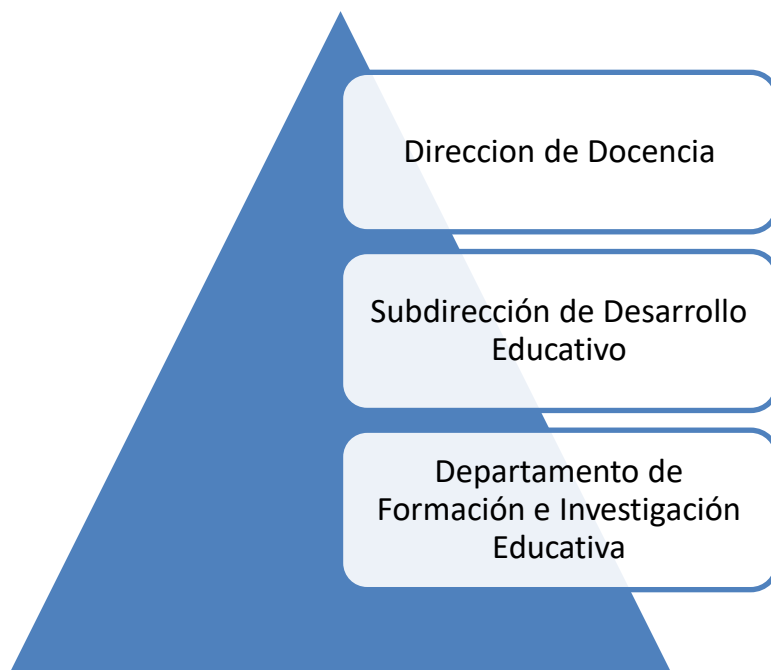 Direccion de Docencia
Subdirección de Desarrollo
Educativo
Departamento de
Formación e Investigación
Educativa